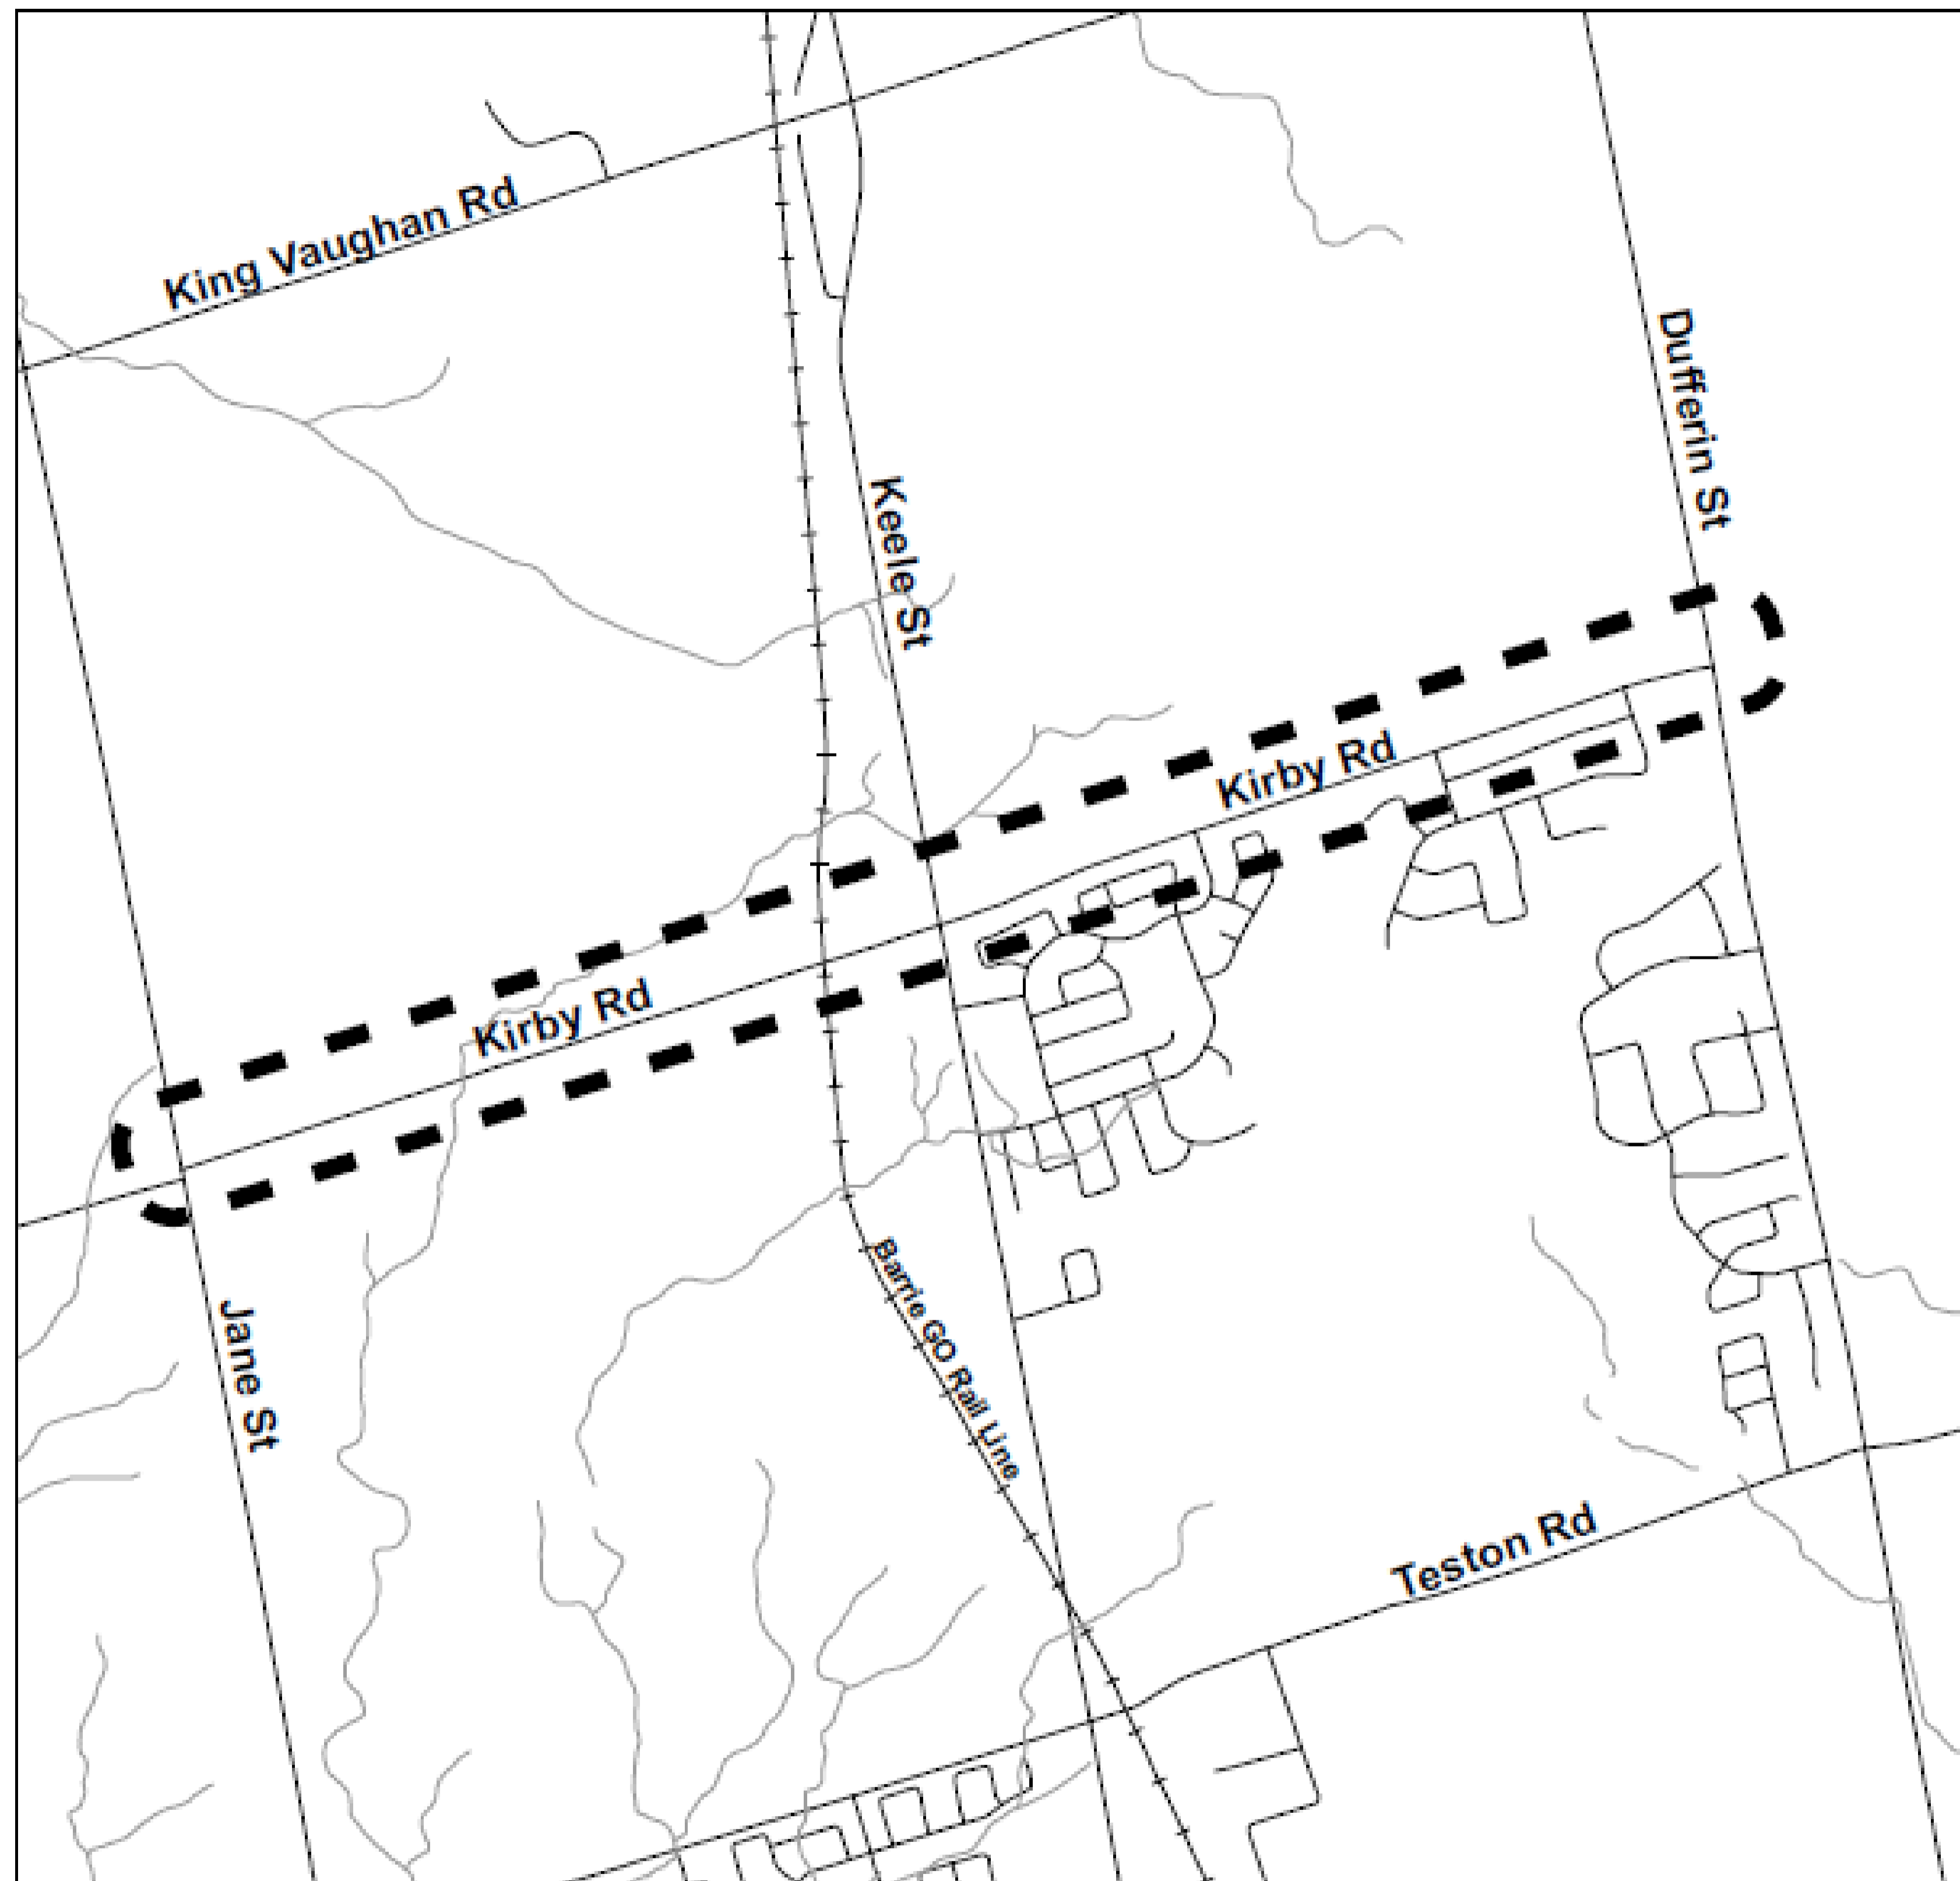 King Vaughan Rd
Dufferin St
Keele St
Kirby Rd
Kirby Rd
Barrie GO Rail Line
Jane St
Teston Rd